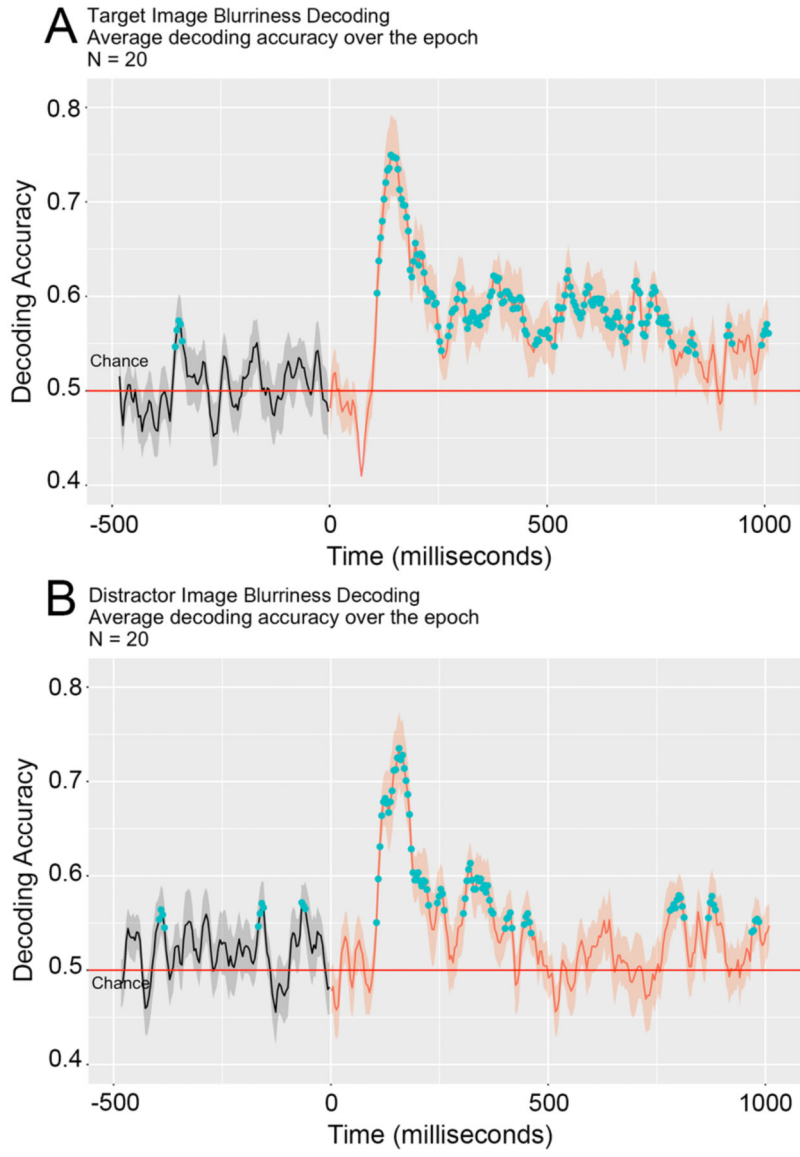 A
Target Image Blurriness Decoding
Average decoding accuracy over the epoch
N = 20
0.8
0.7
0.6
0.5
0.4
Decoding Accuracy
Chance
-500 0 500 1000
Time (milliseconds)
B
Distractor Image Blurriness Decoding
Average decoding accuracy over the epoch
N = 20
0.8
0.7
0.6
0.5
0.4
Decoding Accuracy
Chance
-500 0 500 1000
Time (milliseconds)